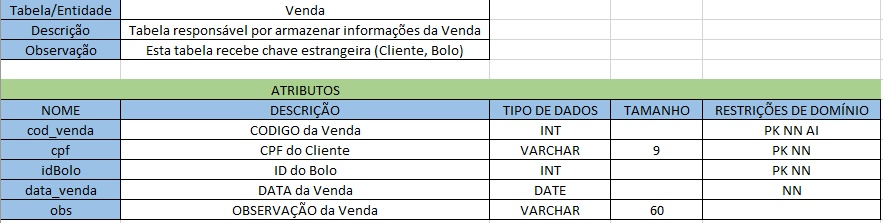 Tabela/Entidade Venda
Descrição Tabela responsável por armazenar informações da Venda
Observação Esta tabela recebe chave estrangeira (Cliente, Bolo)
ATRIBUTOS
NOME DESCRIÇÃO TIPO DE DADOS TAMANHO RESTRIÇÕES DE DOMÍNIO
cod_venda CODIGO da Venda INT PK NN AI
cpf CPF do Cliente VARCHAR 9 PK NN
idBolo ID do Bolo INT PK NN
data_venda DATA da Venda DATE NN
obs OBSERVAÇÃO da Venda VARCHAR 60